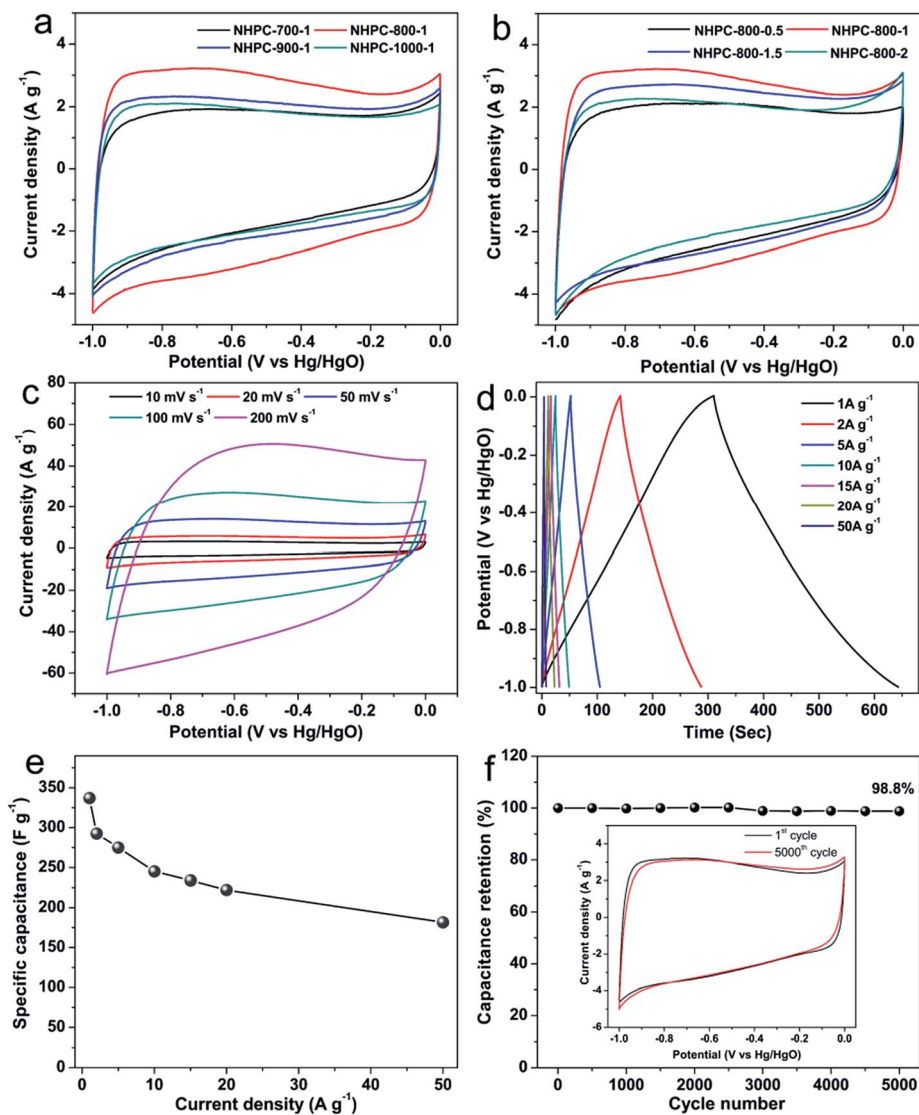 a
NHPC-700-1 NHPC-800-1
NHPC-900-1 NHPC-1000-1
4
2
0
-2
-4
Current density (A g⁻¹)
-1.0 -0.8 -0.6 -0.4 -0.2 0.0
Potential (V vs Hg/HgO)
b
NHPC-800-0.5 NHPC-800-1
NHPC-800-1.5 NHPC-800-2
4
2
0
-2
-4
Current density (A g⁻¹)
-1.0 -0.8 -0.6 -0.4 -0.2 0.0
Potential (V vs Hg/HgO)
c
10 mV s⁻¹ 20 mV s⁻¹ 50 mV s⁻¹
100 mV s⁻¹ 200 mV s⁻¹
80
60
40
20
0
-20
-40
-60
Current density (A g⁻¹)
-1.0 -0.8 -0.6 -0.4 -0.2 0.0
Potential (V vs Hg/HgO)
d
1A g⁻¹
2A g⁻¹
5A g⁻¹
10A g⁻¹
15A g⁻¹
20A g⁻¹
50A g⁻¹
0.0
-0.2
-0.4
-0.6
-0.8
-1.0
Potential (V vs Hg/HgO)
0 100 200 300 400 500 600
Time (Sec)
e
400
350
300
250
200
150
100
50
0
Specific capacitance (F g⁻¹)
0 10 20 30 40 50
Current density (A g⁻¹)
f
120
100
80
60
40
20
0
Capacitance retention (%)
98.8%
1ˢᵗ cycle
5000ᵗʰ cycle
6
4
2
0
-2
-4
-6
Current density (A g⁻¹)
-1.0 -0.8 -0.6 -0.4 -0.2 0.0
Potential (V vs Hg/HgO)
0 1000 2000 3000 4000 5000
Cycle number